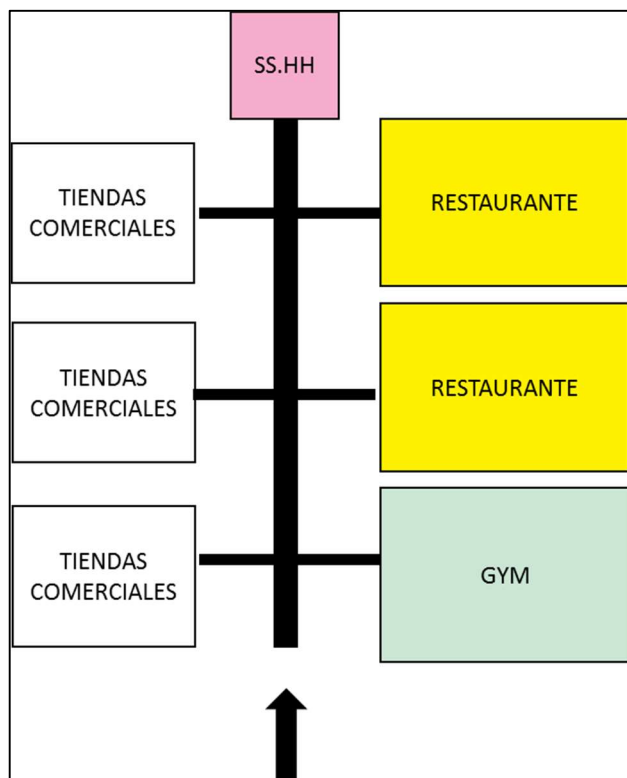 SS.HH
TIENDAS
COMERCIALES
RESTAURANTE
TIENDAS
COMERCIALES
RESTAURANTE
TIENDAS
COMERCIALES
GYM